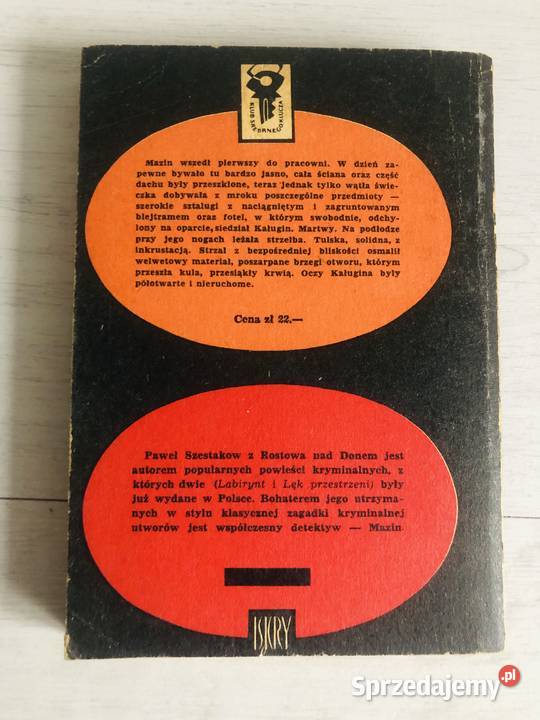 KLUB SREBRNEGO KLUCZA
Mazin wszedł pierwszy do pracowni. W dzień za-
pewne bywało tu bardzo jasno, cała ściana oraz część
dachu były przeszklone, teraz jednak tylko wątła świe-
czka dobywała z mroku poszczególne przedmioty —
szerokie sztalugi z naciągniętym i zagruntowanym
blejtramem oraz fotel, w którym swobodnie, odchy-
lony na oparcie, siedział Kaługin. Martwy. Na podłodze
przy jego nogach leżała strzelba. Tulska, solidna, z
inkrustacją. Strzał z bezpośredniej bliskości osmalił
welwetowy materiał, poszarpane brzegi otworu, którym
przeszła kula, przesiąkły krwią. Oczy Kaługina były
półotwarte i nieruchome.
Cena zł 22.—
Paweł Szestakow z Rostowa nad Donem jest
autorem popularnych powieści kryminalnych, z
których dwie (Labirynt i Lęk przestrzeni) były
już wydane w Polsce. Bohaterem jego utrzyma-
nych w stylu klasycznej zagadki kryminalnej
utworów jest współczesny detektyw — Mazin
ISKRY
Sprzedajemy.pl